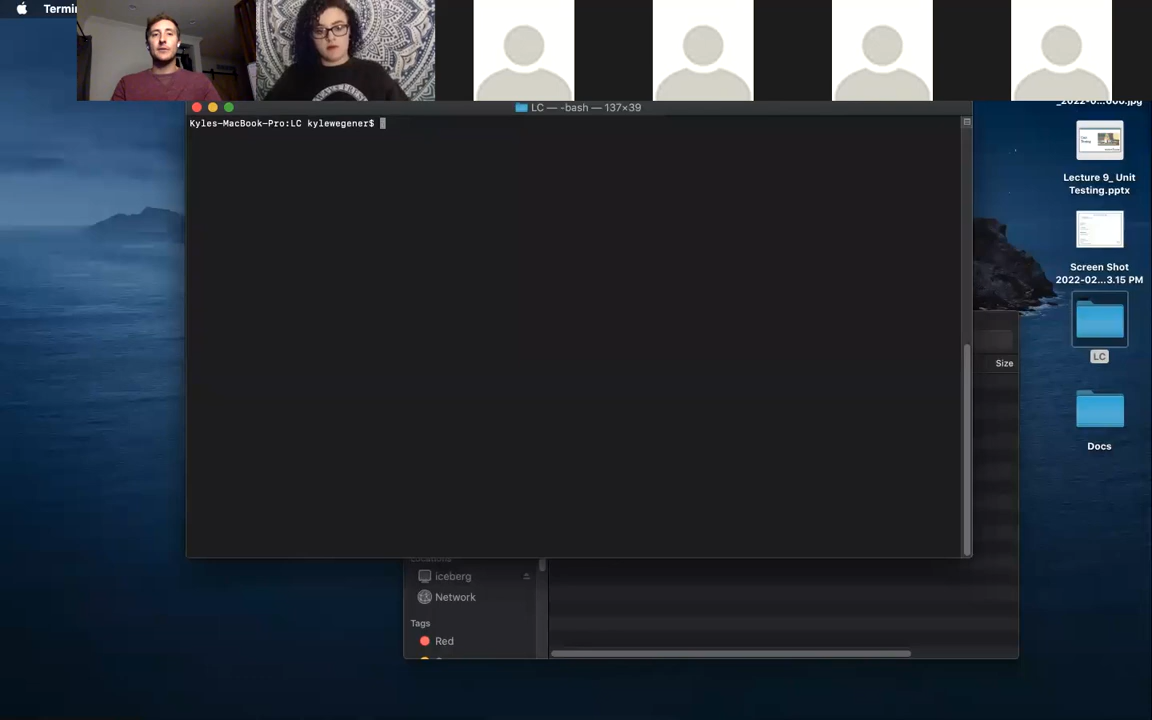 Termi
LC — -bash — 137×39
Kyles-MacBook-Pro:LC kylewegener$
Lecture 9_ Unit
Testing.pptx
Screen Shot
2022-02...3.15 PM
Size
LC
Docs
iceberg
Network
Tags
Red